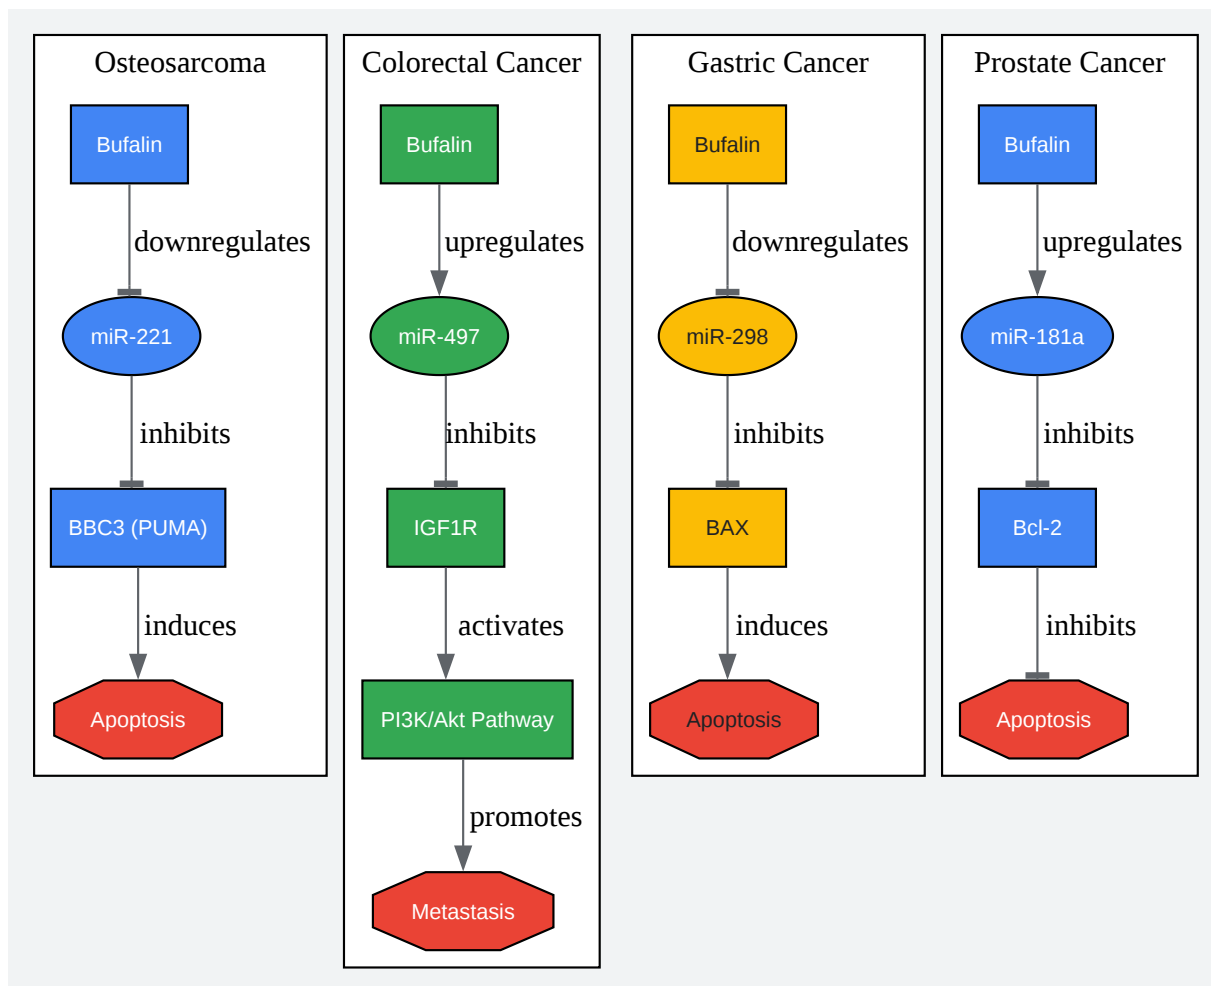 Osteosarcoma
Bufalin
downregulates
miR-221
inhibits
BBC3 (PUMA)
induces
Apoptosis
Colorectal Cancer
Bufalin
upregulates
miR-497
inhibits
IGF1R
activates
PI3K/Akt Pathway
promotes
Metastasis
Gastric Cancer
Bufalin
downregulates
miR-298
inhibits
BAX
induces
Apoptosis
Prostate Cancer
Bufalin
upregulates
miR-181a
inhibits
Bcl-2
inhibits
Apoptosis